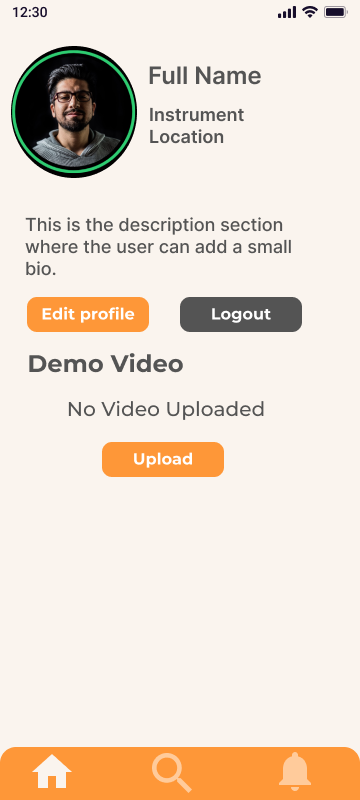 12:30
Full Name
Instrument
Location
This is the description section
where the user can add a small
bio.
Edit profile
Logout
Demo Video
No Video Uploaded
Upload